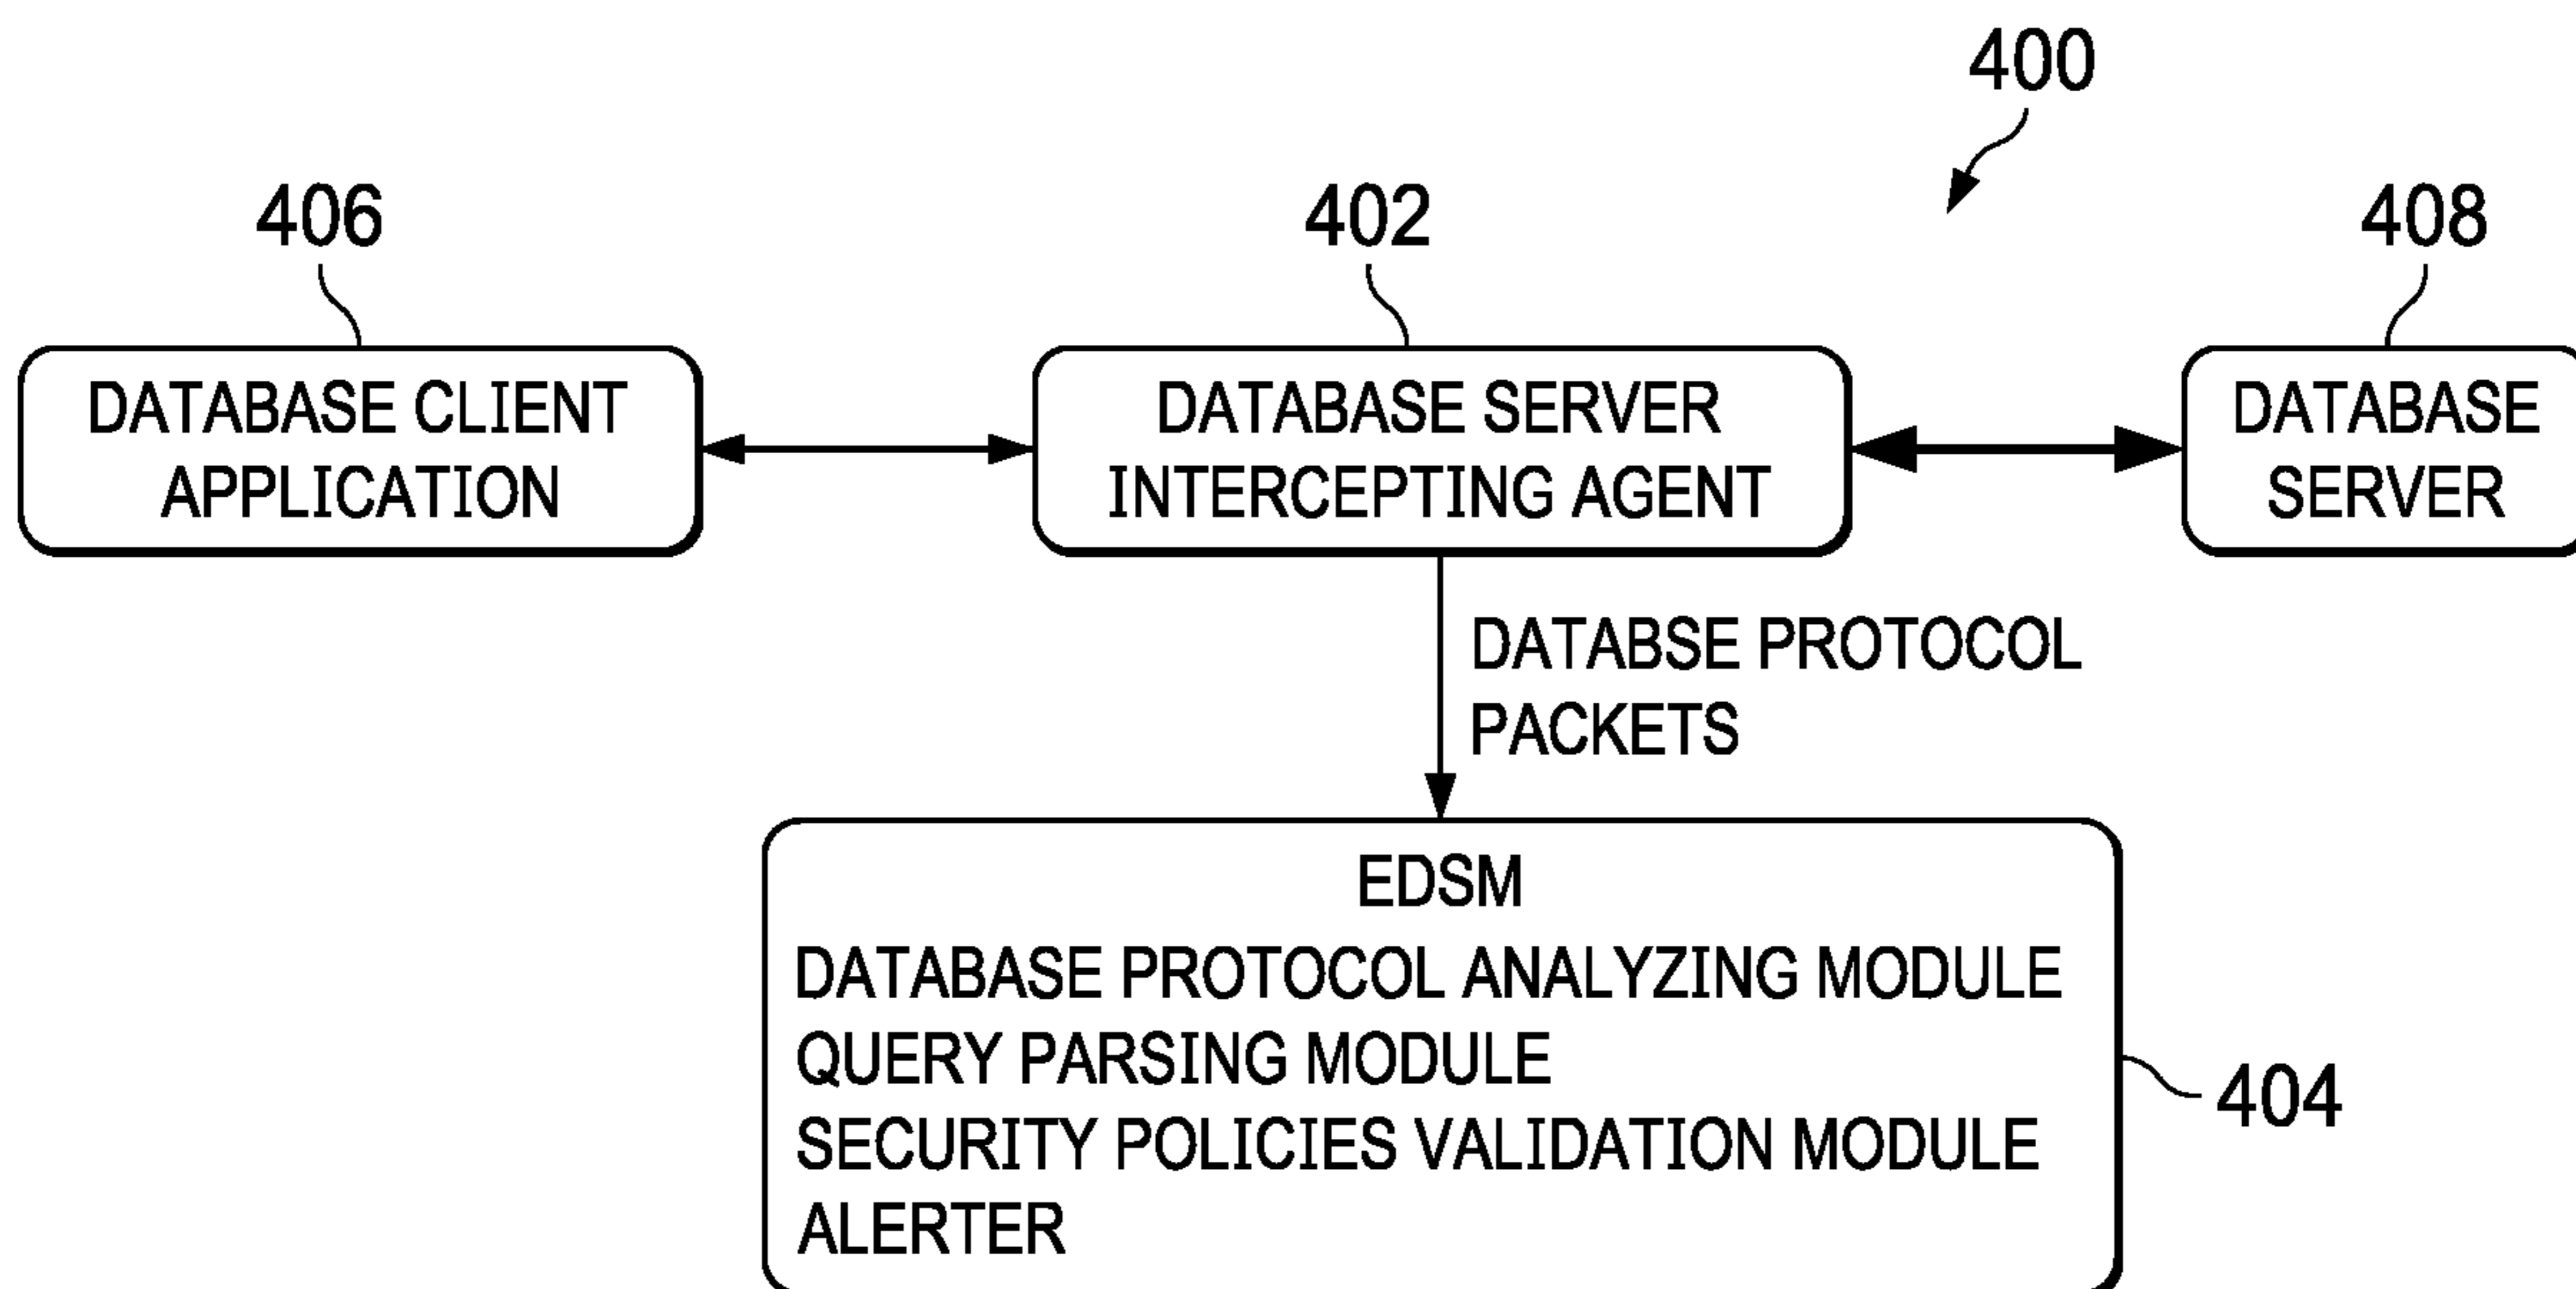 400
406
402
408
DATABASE CLIENT
APPLICATION
DATABASE SERVER
INTERCEPTING AGENT
DATABASE
SERVER
DATABSE PROTOCOL
PACKETS
EDSM
DATABASE PROTOCOL ANALYZING MODULE
QUERY PARSING MODULE
SECURITY POLICIES VALIDATION MODULE
ALERTER
404